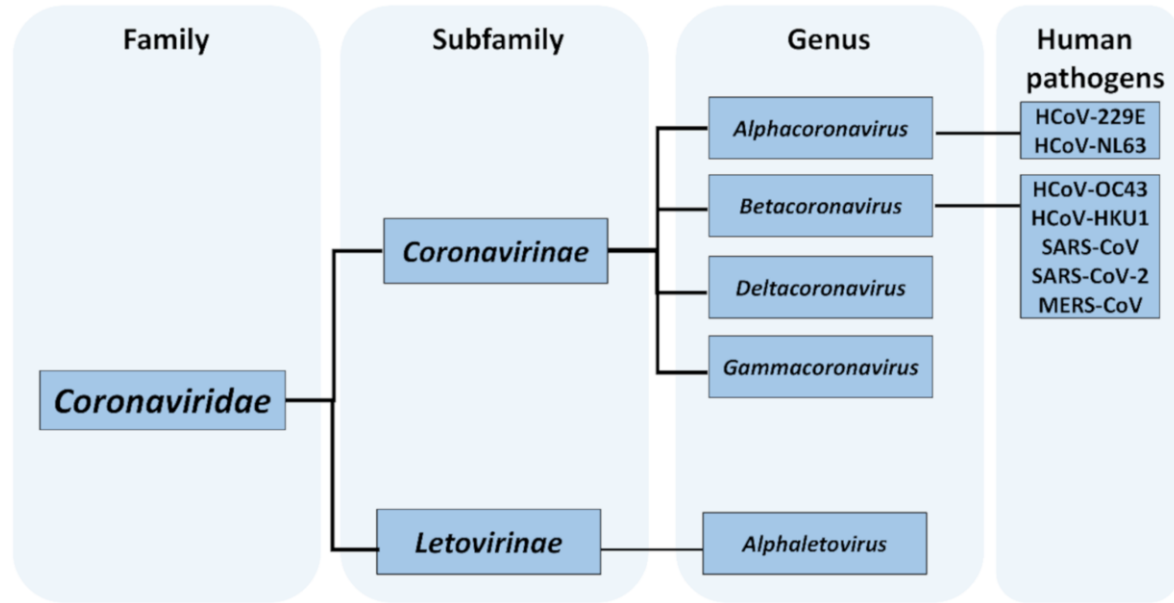 Family
Subfamily
Genus
Human
pathogens
Coronaviridae
Coronavirinae
Letovirinae
Alphacoronavirus
Betacoronavirus
Deltacoronavirus
Gammacoronavirus
Alphaletovirus
HCoV-229E
HCoV-NL63
HCoV-OC43
HCoV-HKU1
SARS-CoV
SARS-CoV-2
MERS-CoV